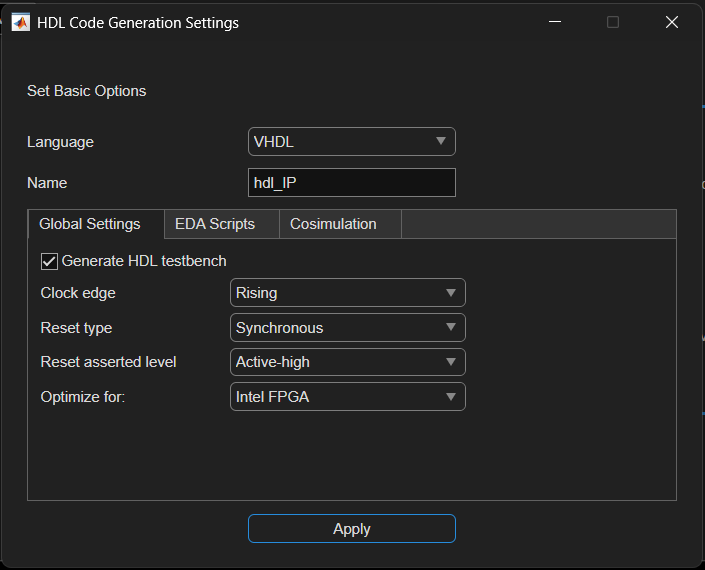 HDL Code Generation Settings
Set Basic Options
Language VHDL
Name hdl_IP
Global Settings EDA Scripts Cosimulation
Generate HDL testbench
Clock edge Rising
Reset type Synchronous
Reset asserted level Active-high
Optimize for: Intel FPGA
Apply